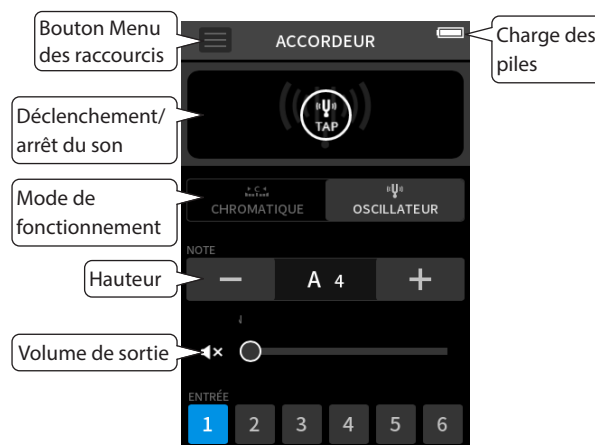 Bouton Menu
des raccourcis
ACCORDEUR
Charge des
piles
Déclenchement/
arrêt du son
TAP
Mode de
fonctionnement
CHROMATIQUE
OSCILLATEUR
NOTE
Hauteur
− A 4 +
Volume de sortie
ENTRÉE
1 2 3 4 5 6